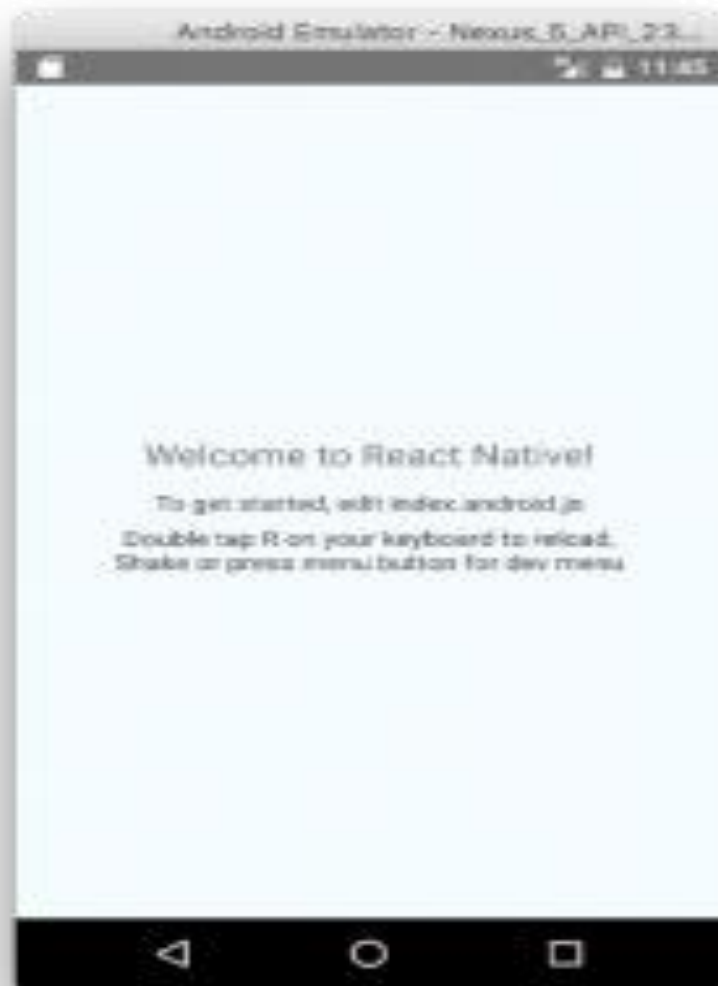 Android Emulator - Nexus_5_API_23...
11:45
Welcome to React Native!
To get started, edit index.android.js
Double tap R on your keyboard to reload,
Shake or press menu button for dev menu